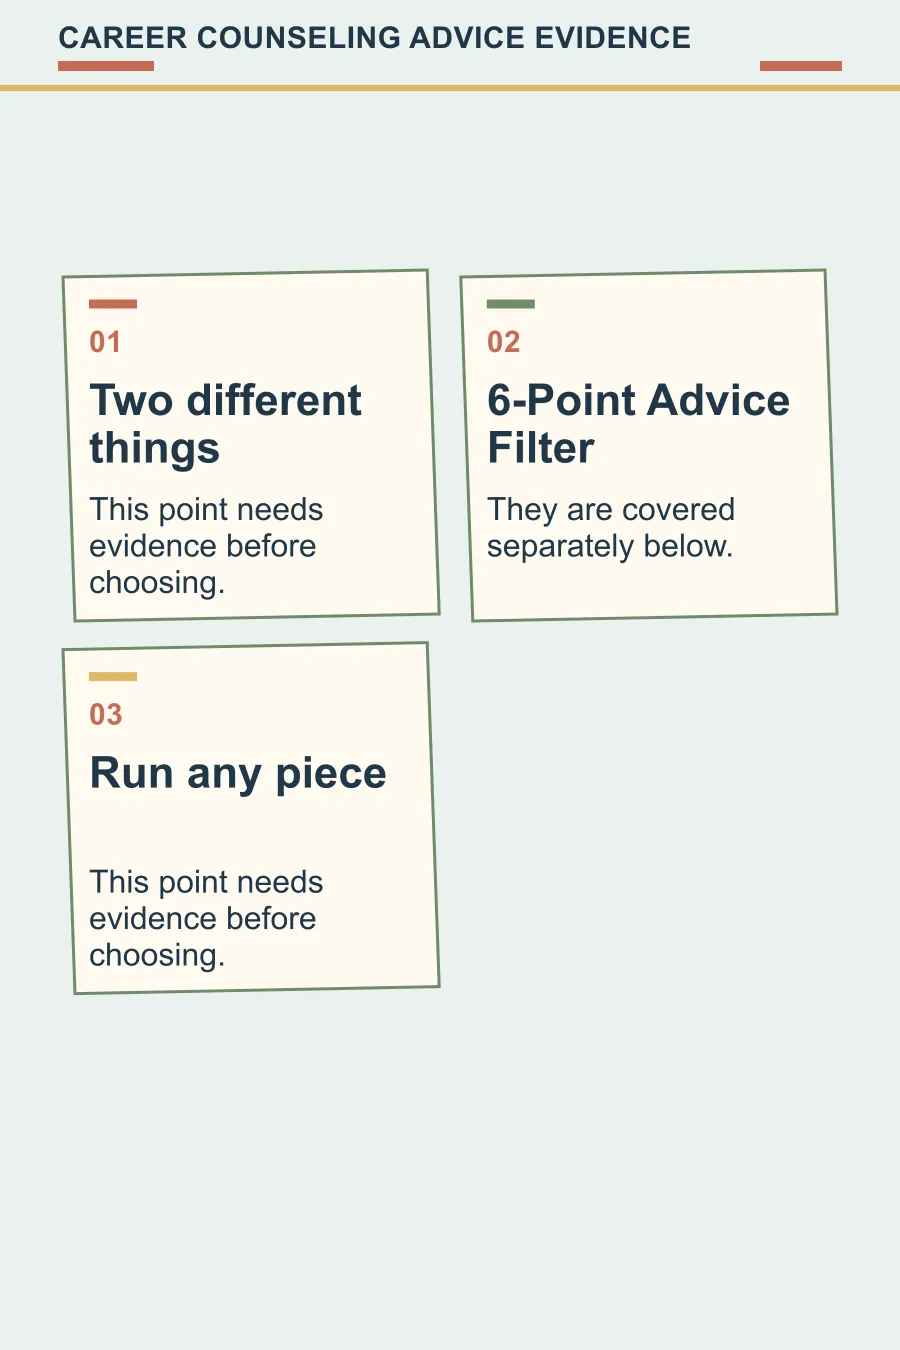 CAREER COUNSELING ADVICE EVIDENCE
01
Two different
things
This point needs
evidence before
choosing.
02
6-Point Advice
Filter
They are covered
separately below.
03
Run any piece
This point needs
evidence before
choosing.